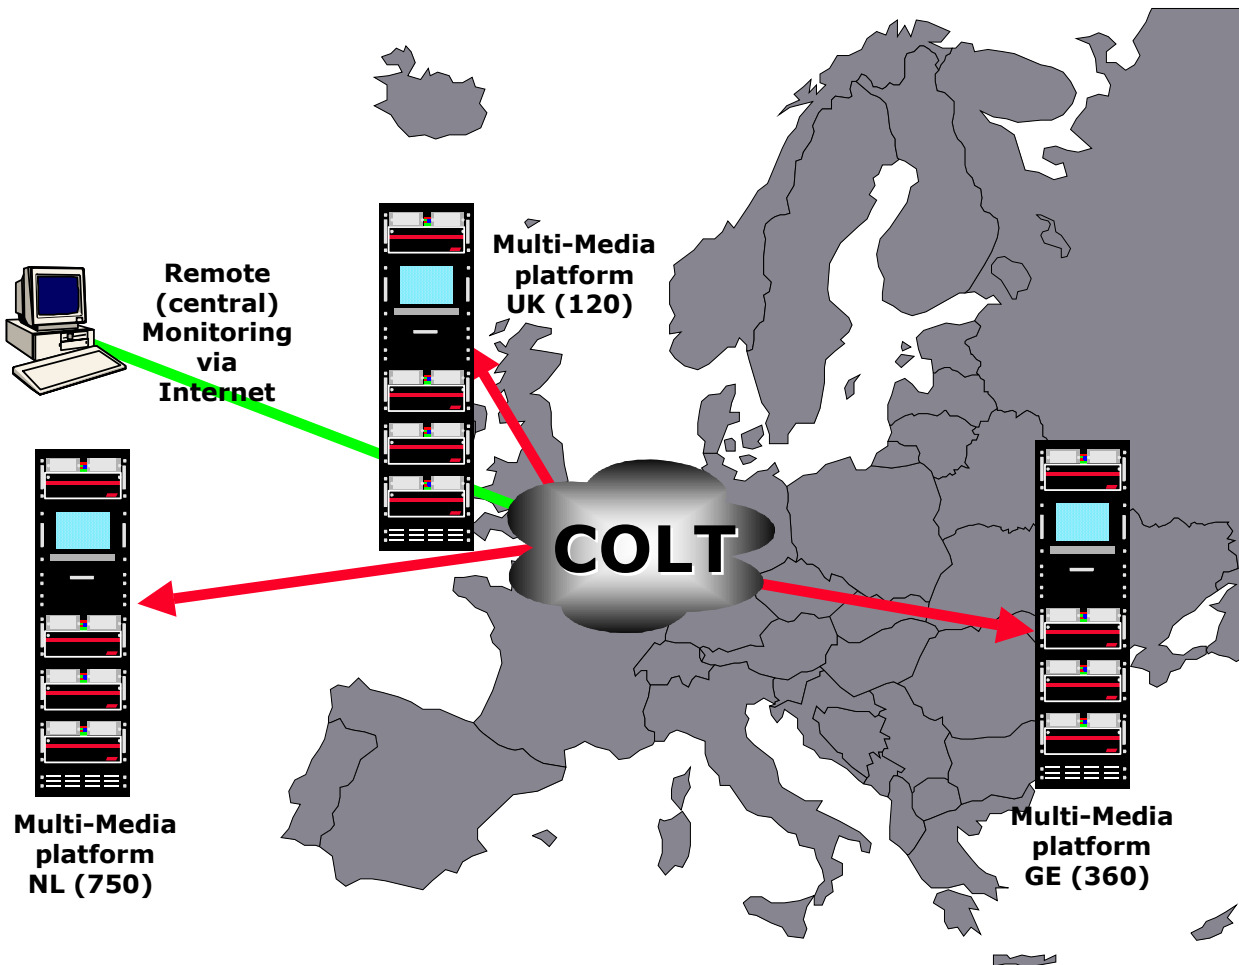 Multi-Media
platform
UK (120)
Remote
(central)
Monitoring
via
Internet
COLT
Multi-Media
platform
NL (750)
Multi-Media
platform
GE (360)